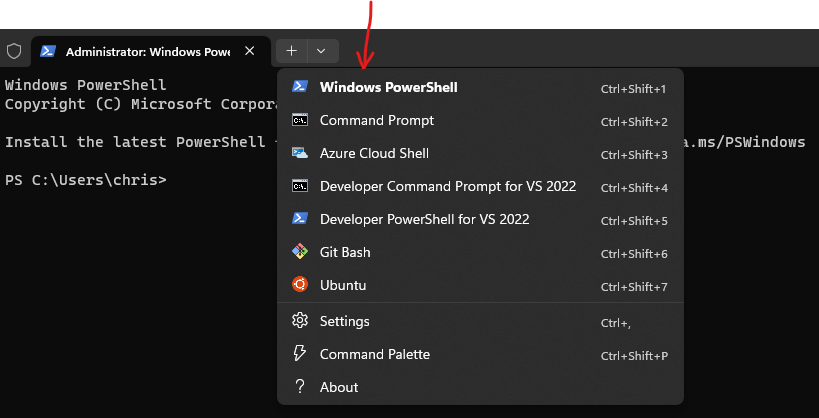 Administrator: Windows Powe
Windows PowerShell
Copyright (C) Microsoft Corpora
Install the latest PowerShell
a.ms/PSWindows
PS C:\Users\chris>
Windows PowerShell Ctrl+Shift+1
Command Prompt Ctrl+Shift+2
Azure Cloud Shell Ctrl+Shift+3
Developer Command Prompt for VS 2022 Ctrl+Shift+4
Developer PowerShell for VS 2022 Ctrl+Shift+5
Git Bash Ctrl+Shift+6
Ubuntu Ctrl+Shift+7
Settings Ctrl+,
Command Palette Ctrl+Shift+P
About